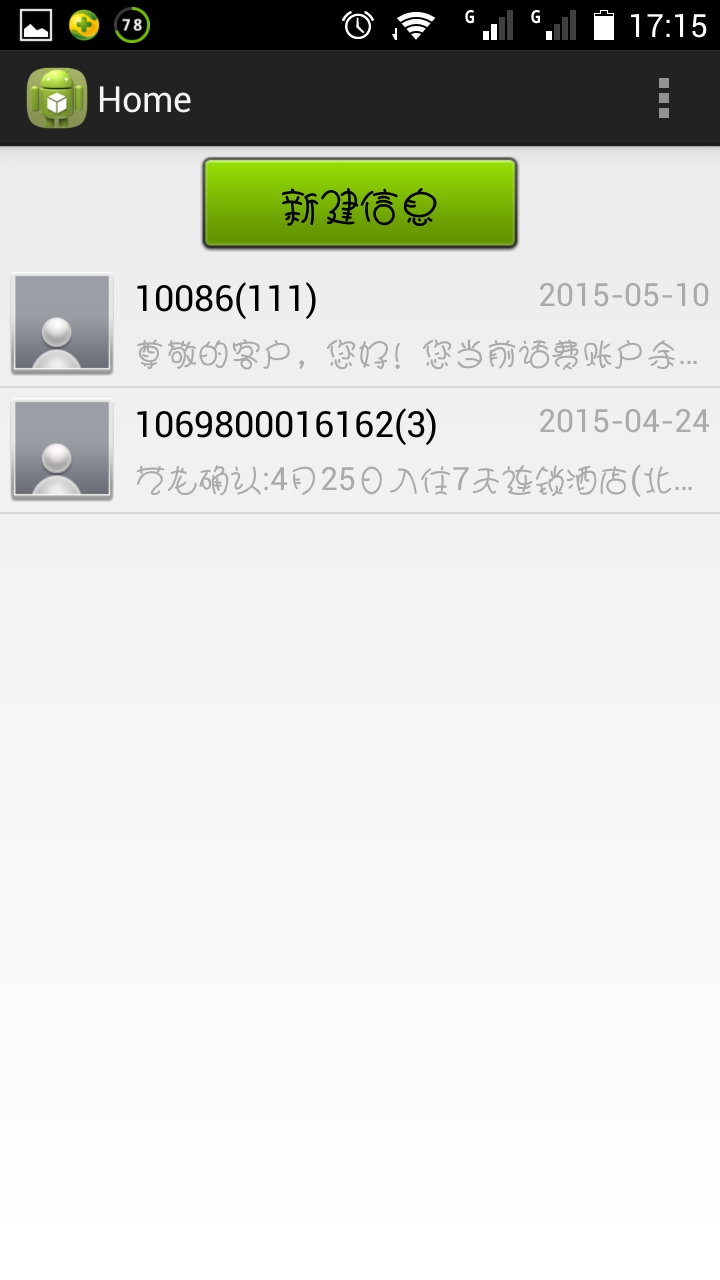 78 G G 17:15
Home
新建信息
10086(111) 2015-05-10
尊敬的客户，您好！您当前话费账户余...
1069800016162(3) 2015-04-24
范龙确认:4月25日入住7天连锁酒店(北...